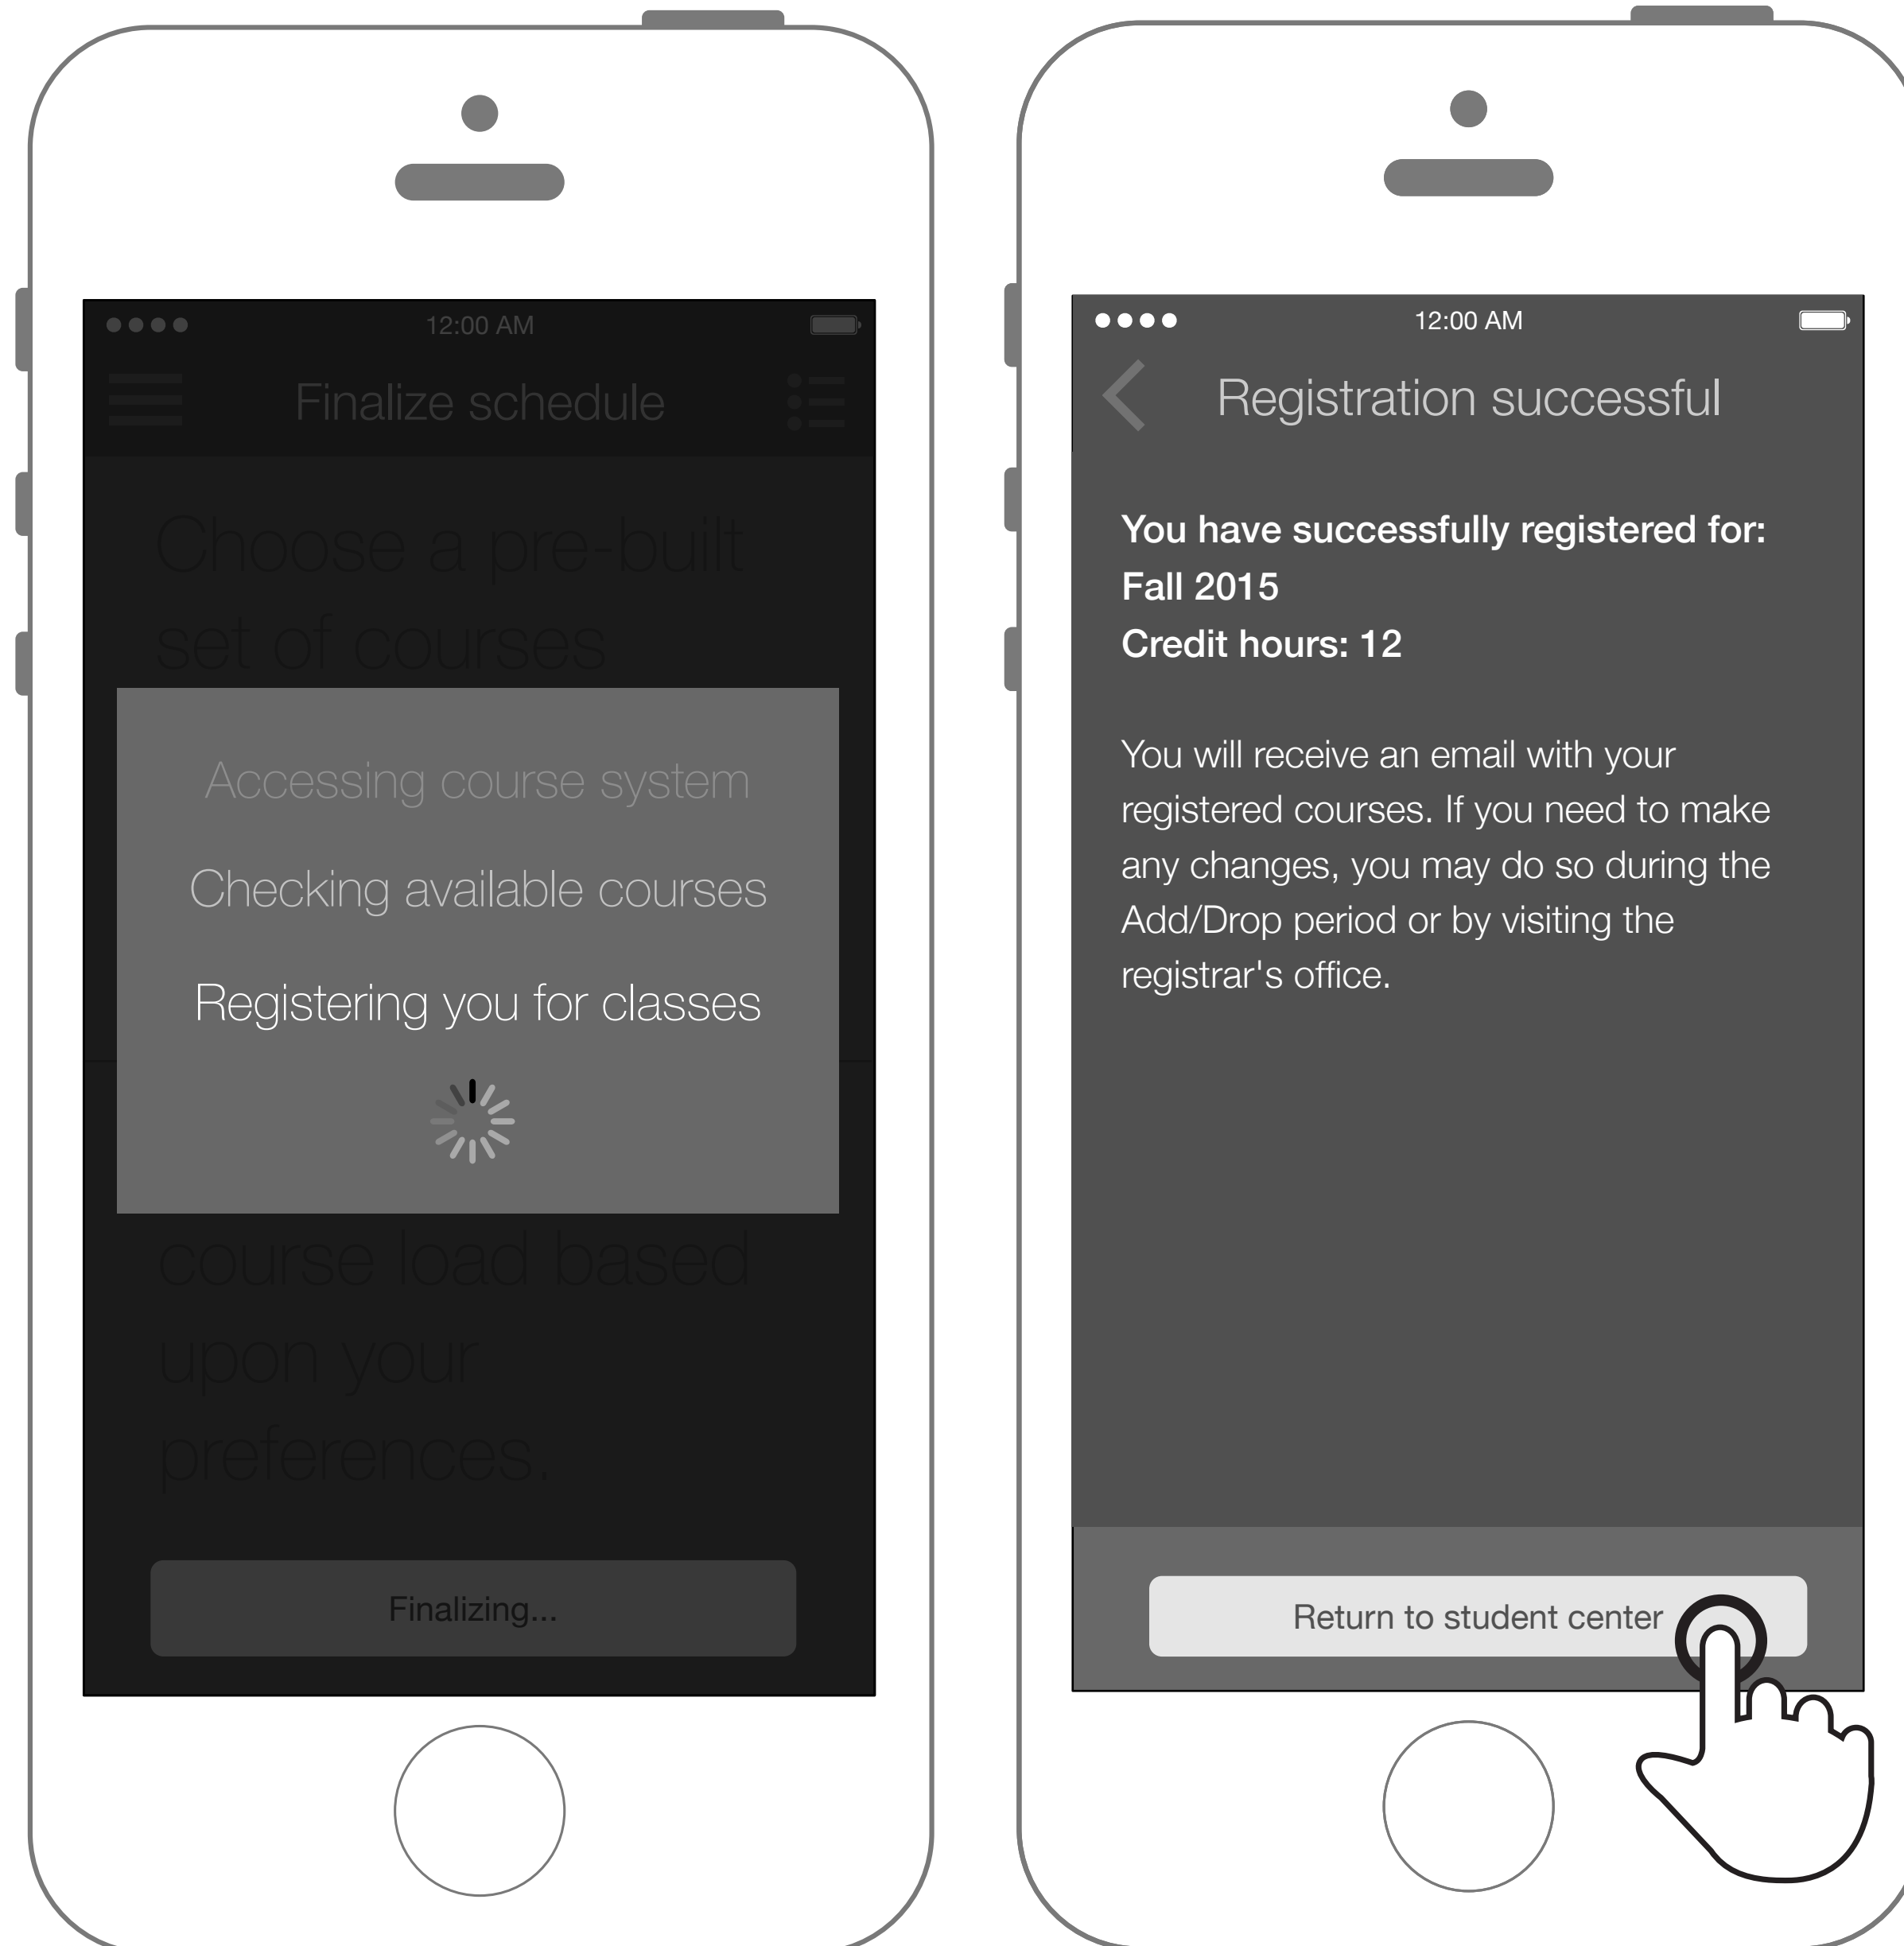 12:00 AM
Finalize schedule
Choose a pre-built
set of courses
Accessing course system
Checking available courses
Registering you for classes
course load based
upon your
preferences.
Finalizing...
12:00 AM
Registration successful
You have successfully registered for:
Fall 2015
Credit hours: 12
You will receive an email with your
registered courses. If you need to make
any changes, you may do so during the
Add/Drop period or by visiting the
registrar's office.
Return to student center